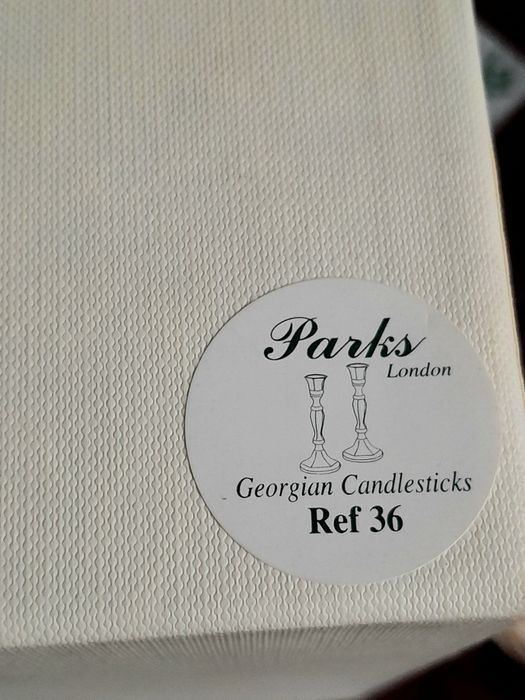 Parks
London
Georgian Candlesticks
Ref 36